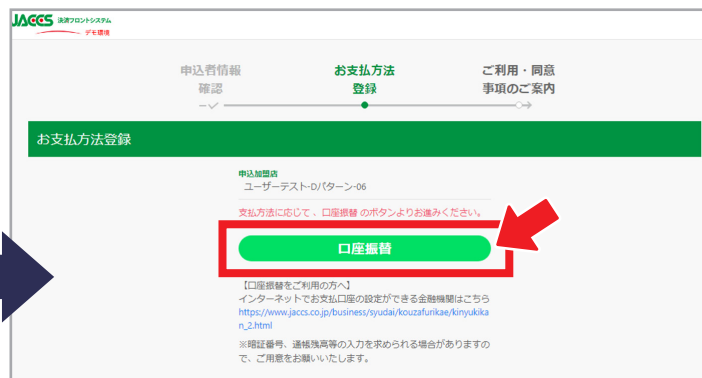 JACCS 決済フロントシステム
デモ環境
申込者情報
確認
お支払方法
登録
ご利用・同意
事項のご案内
お支払方法登録
申込加盟店
ユーザーテスト-Dパターン-06
支払方法に応じて 、口座振替 のボタンよりお進みください。
口座振替
【口座振替をご利用の方へ】
インターネットでお支払口座の設定ができる金融機関はこちら
https://www.jaccs.co.jp/business/syudai/kouzafurikae/kinyukika
n_2.html
※暗証番号、通帳残高等の入力を求められる場合がありますの
で、ご用意をお願いいたします。